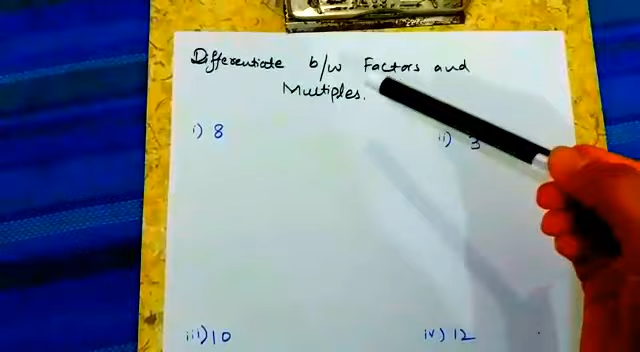 Differentiate b/w Factors and
Multiples.
i) 8
ii) 3
iii) 10
iv) 12